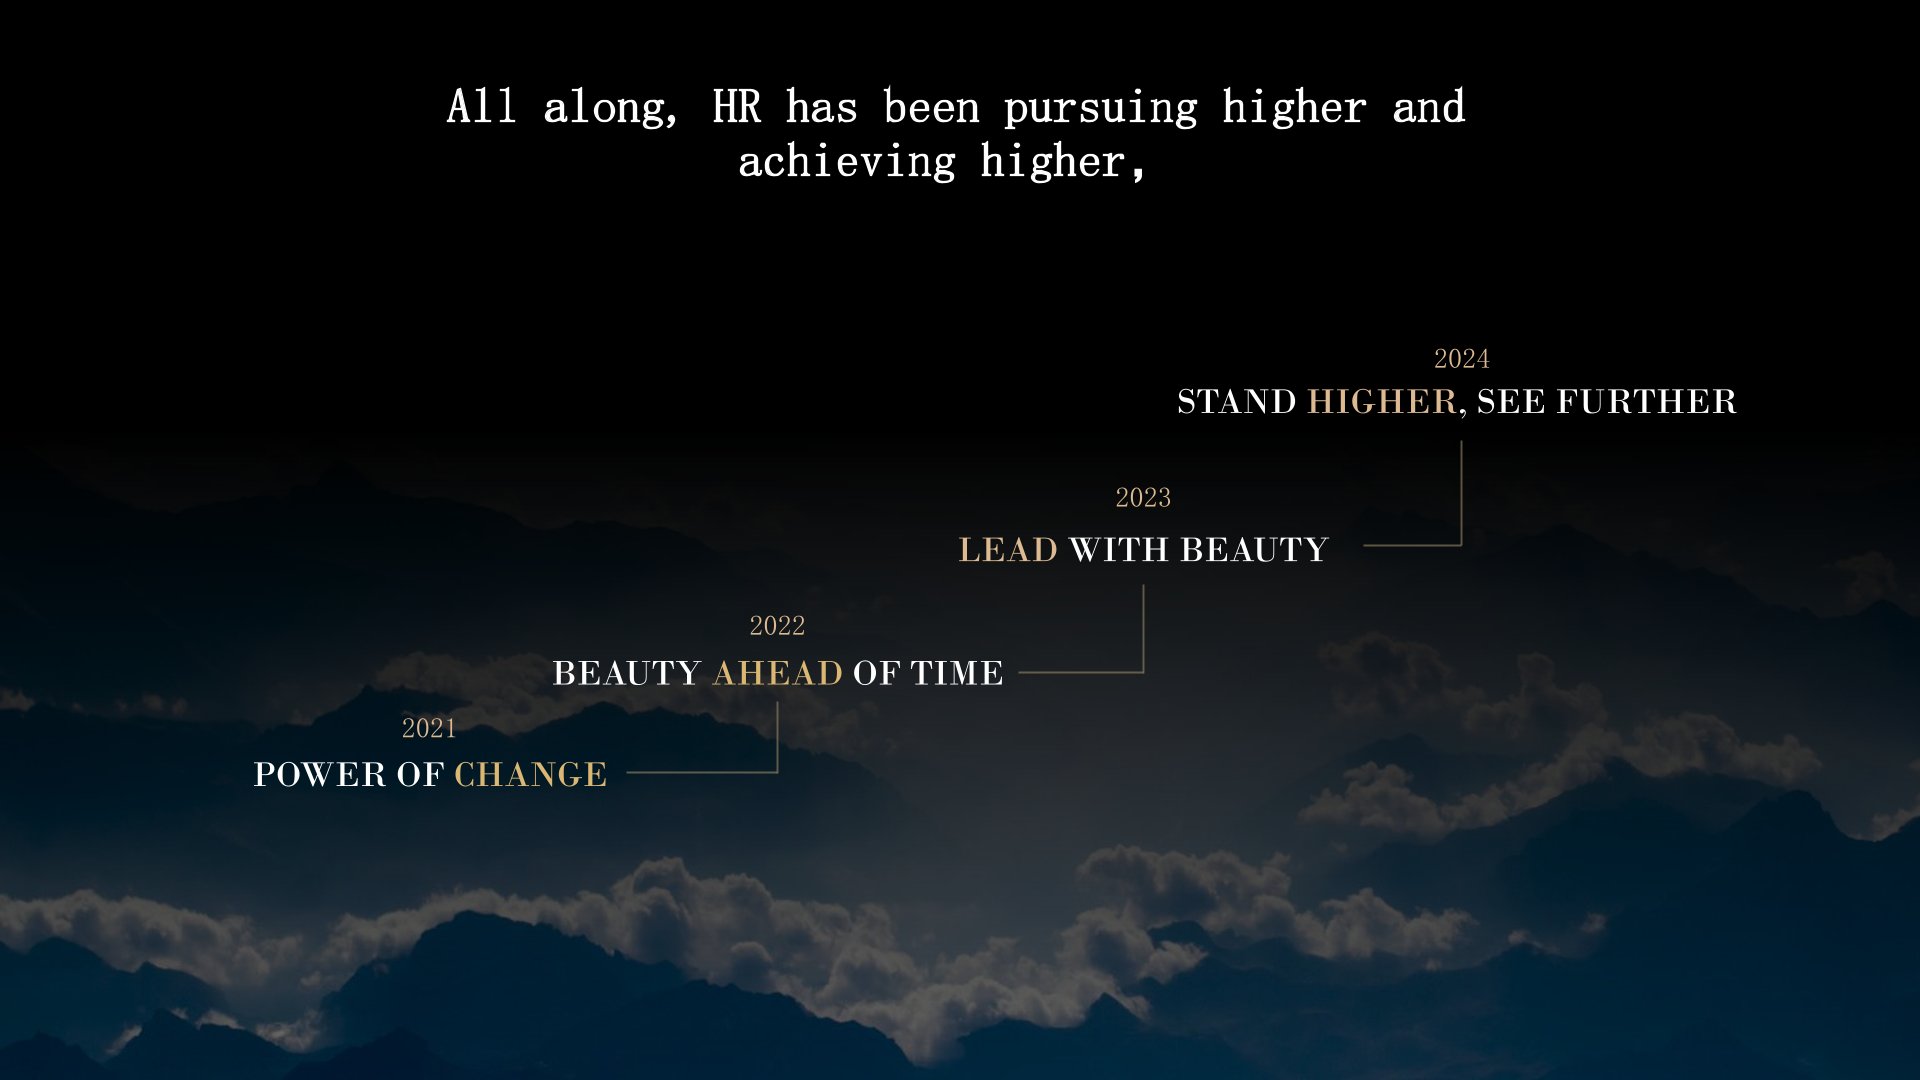 All along, HR has been pursuing higher and
achieving higher，
2024
STAND HIGHER, SEE FURTHER
2023
LEAD WITH BEAUTY
2022
BEAUTY AHEAD OF TIME
2021
POWER OF CHANGE